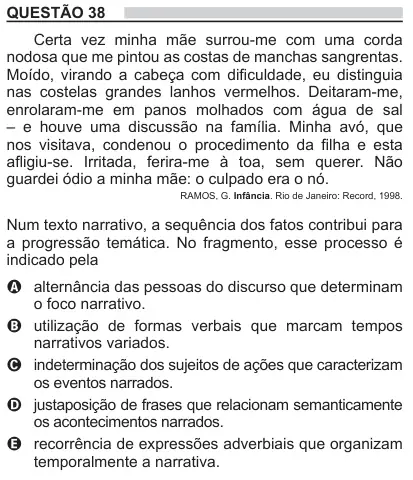 QUESTÃO 38
Certa vez minha mãe surrou-me com uma corda
nodosa que me pintou as costas de manchas sangrentas.
Moído, virando a cabeça com dificuldade, eu distinguia
nas costelas grandes lanhos vermelhos. Deitaram-me,
enrolaram-me em panos molhados com água de sal
– e houve uma discussão na família. Minha avó, que
nos visitava, condenou o procedimento da filha e esta
afligiu-se. Irritada, ferira-me à toa, sem querer. Não
guardei ódio a minha mãe: o culpado era o nó.
RAMOS, G. Infância. Rio de Janeiro: Record, 1998.
Num texto narrativo, a sequência dos fatos contribui para
a progressão temática. No fragmento, esse processo é
indicado pela
A alternância das pessoas do discurso que determinam
o foco narrativo.
B utilização de formas verbais que marcam tempos
narrativos variados.
C indeterminação dos sujeitos de ações que caracterizam
os eventos narrados.
D justaposição de frases que relacionam semanticamente
os acontecimentos narrados.
E recorrência de expressões adverbiais que organizam
temporalmente a narrativa.